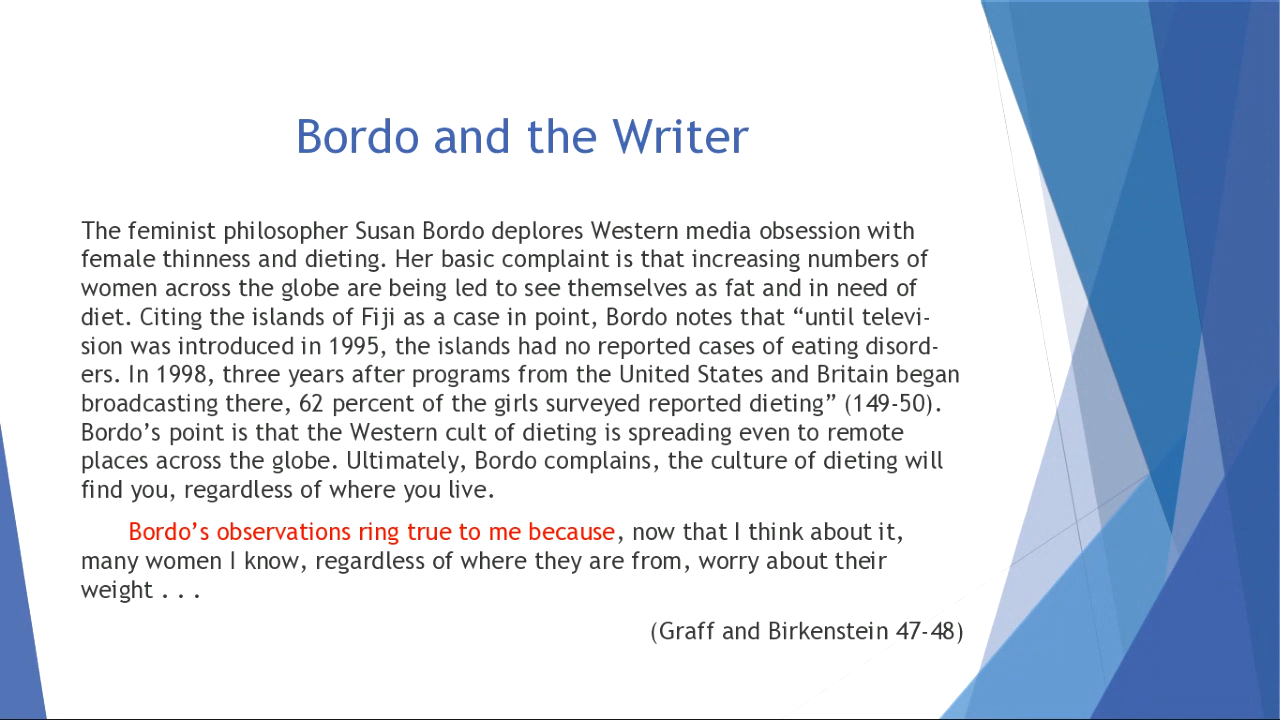 Bordo and the Writer
The feminist philosopher Susan Bordo deplores Western media obsession with
female thinness and dieting. Her basic complaint is that increasing numbers of
women across the globe are being led to see themselves as fat and in need of
diet. Citing the islands of Fiji as a case in point, Bordo notes that “until televi-
sion was introduced in 1995, the islands had no reported cases of eating disord-
ers. In 1998, three years after programs from the United States and Britain began
broadcasting there, 62 percent of the girls surveyed reported dieting” (149-50).
Bordo’s point is that the Western cult of dieting is spreading even to remote
places across the globe. Ultimately, Bordo complains, the culture of dieting will
find you, regardless of where you live.
Bordo’s observations ring true to me because, now that I think about it,
many women I know, regardless of where they are from, worry about their
weight . . .
(Graff and Birkenstein 47-48)